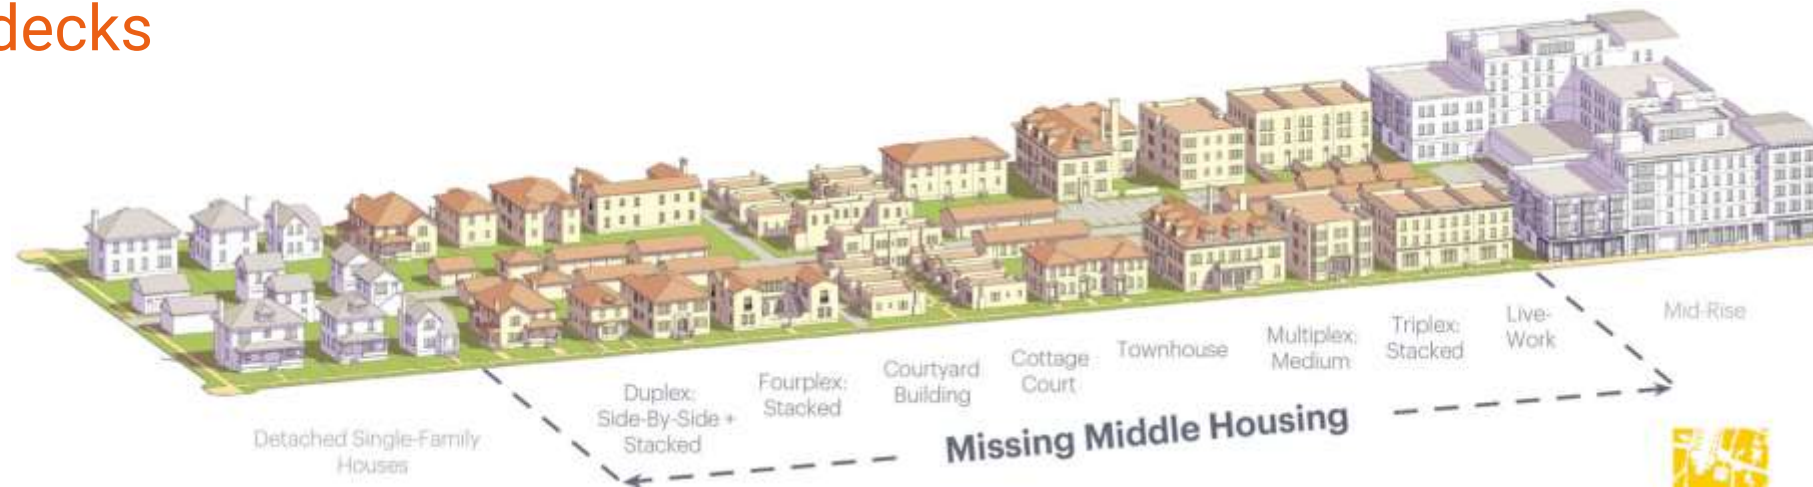 decks
Detached Single-Family
Houses
Duplex:
Side-By-Side +
Stacked
Fourplex:
Stacked
Courtyard
Building
Cottage
Court
Townhouse
Multiplex:
Medium
Triplex:
Stacked
Live-
Work
Mid-Rise
Missing Middle Housing